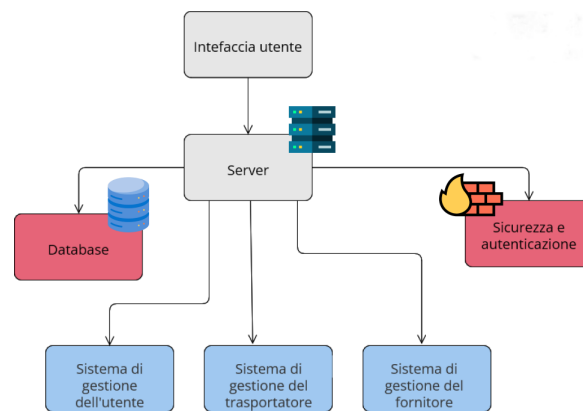 Intefaccia utente
Server
Database
Sicurezza e
autenticazione
Sistema di
gestione
dell'utente
Sistema di
gestione del
trasportatore
Sistema di
gestione del
fornitore